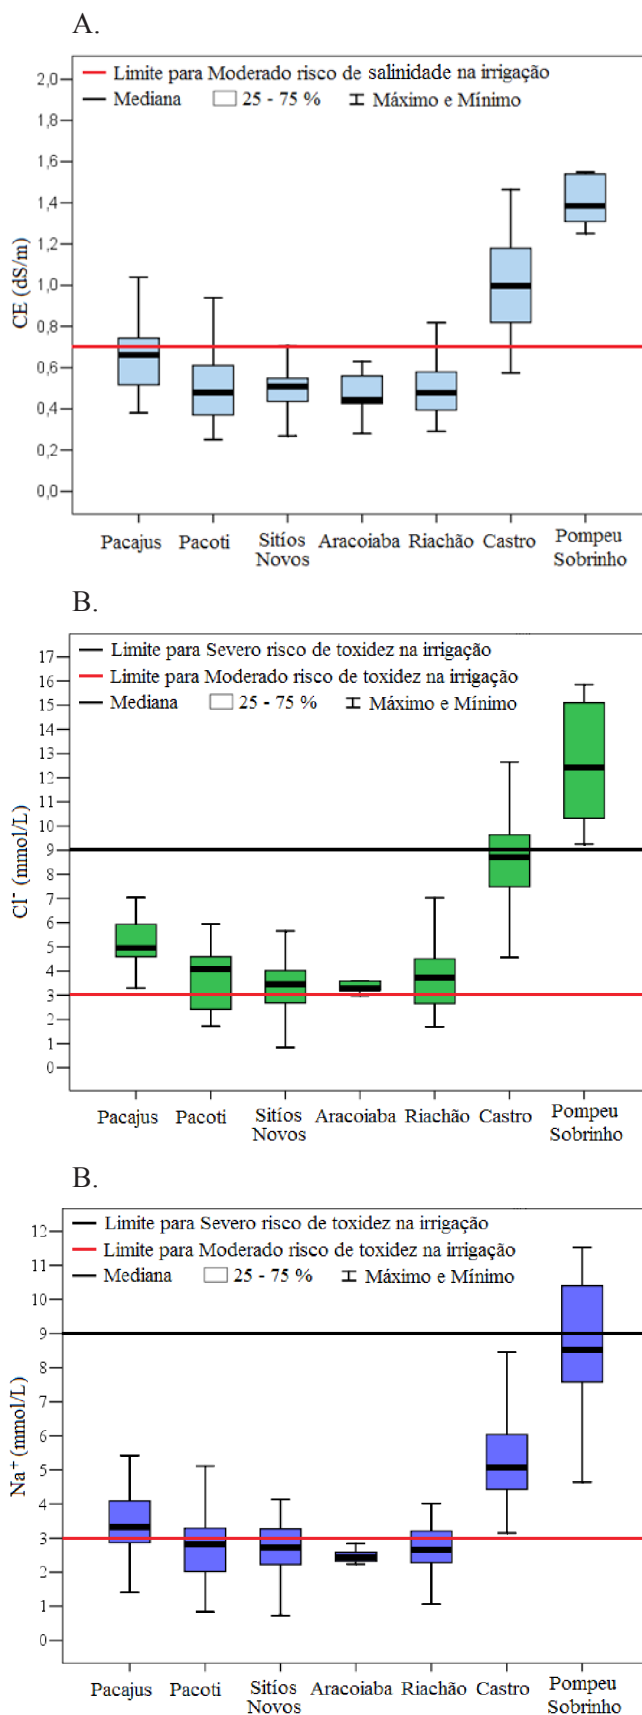 A.
Limite para Moderado risco de salinidade na irrigação
Mediana 25 - 75 % Máximo e Mínimo
2,0
1,8
1,6
1,4
1,2
1,0
0,8
0,6
0,4
0,2
0,0
CE (dS/m)
Pacajus Pacoti Sitíos Aracoiaba Riachão Castro Pompeu
Novos Sobrinho
B.
Limite para Severo risco de toxidez na irrigação
Limite para Moderado risco de toxidez na irrigação
Mediana 25 - 75 % Máximo e Mínimo
17
16
15
14
13
12
11
10
9
8
7
6
5
4
3
2
1
0
Cl⁻ (mmol/L)
Pacajus Pacoti Sitíos Aracoiaba Riachão Castro Pompeu
Novos Sobrinho
B.
Limite para Severo risco de toxidez na irrigação
Limite para Moderado risco de toxidez na irrigação
Mediana 25 - 75 % Máximo e Mínimo
12
11
10
9
8
7
6
5
4
3
2
1
0
Na⁺ (mmol/L)
Pacajus Pacoti Sitíos Aracoiaba Riachão Castro Pompeu
Novos Sobrinho